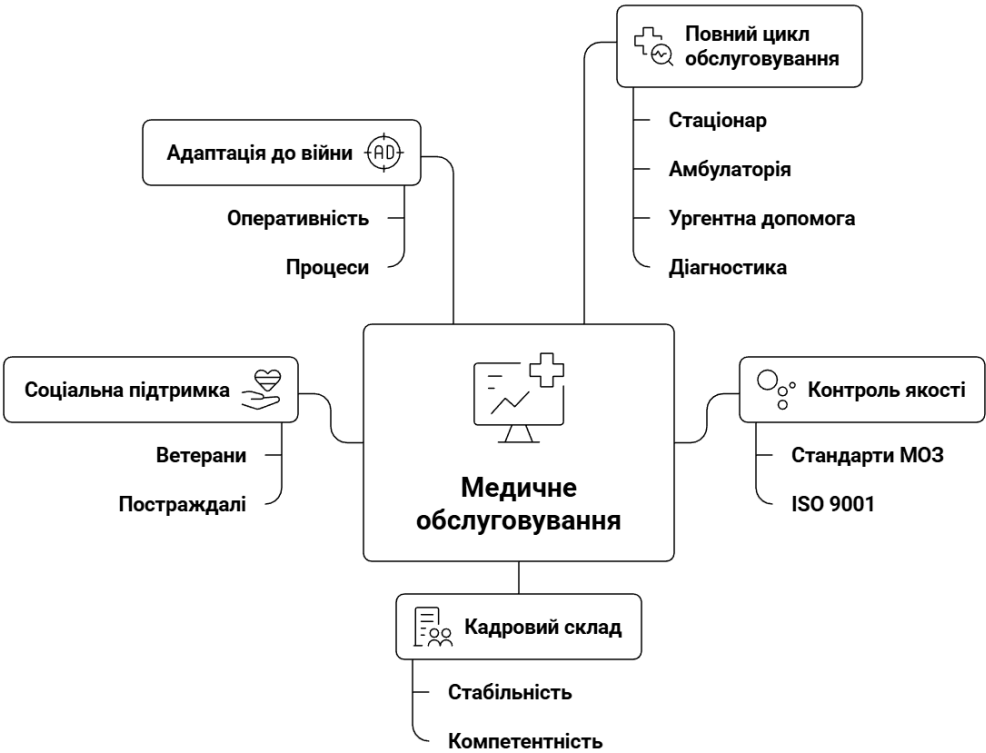 Повний цикл
обслуговування
Стаціонар
Амбулаторія
Ургентна допомога
Діагностика
Адаптація до війни
AD
Оперативність
Процеси
Соціальна підтримка
Ветерани
Постраждалі
Медичне
обслуговування
Контроль якості
Стандарти МОЗ
ISO 9001
Кадровий склад
Стабільність
Компетентність